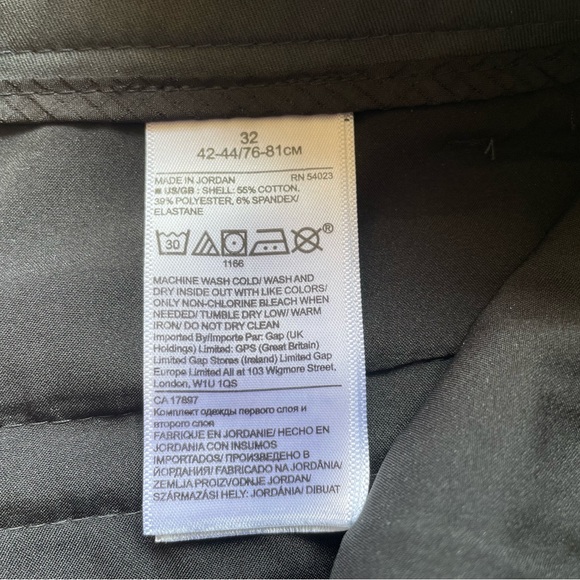 32
42-44/76-81CM
MADE IN JORDAN RN 54023
US/GB : SHELL: 55% COTTON,
39% POLYESTER, 6% SPANDEX/
ELASTANE
30
®
1166
MACHINE WASH COLD/ WASH AND
DRY INSIDE OUT WITH LIKE COLORS/
ONLY NON-CHLORINE BLEACH WHEN
NEEDED/ TUMBLE DRY LOW/ WARM
IRON/ DO NOT DRY CLEAN
Imported By/Importe Par: Gap (UK
Holdings) Limited: GPS (Great Britain)
Limited Gap Stores (Ireland) Limited Gap
Europe Limited All at 103 Wigmore Street,
London, W1U 1QS
CA 17897
Комплект одежды первого слоя и
второго слоя
FABRIQUE EN JORDANIE/ HECHO EN
JORDANIA CON INSUMOS
IMPORTADOS/ ПРОИЗВЕДЕНО В
ЙОРДАНИЯ/ FABRICADO NA JORDÂNIA/
ZEMLJA PROIZVODNJE JORDAN/
SZÁRMAZÁSI HELY: JORDÁNIA/ DIBUAT